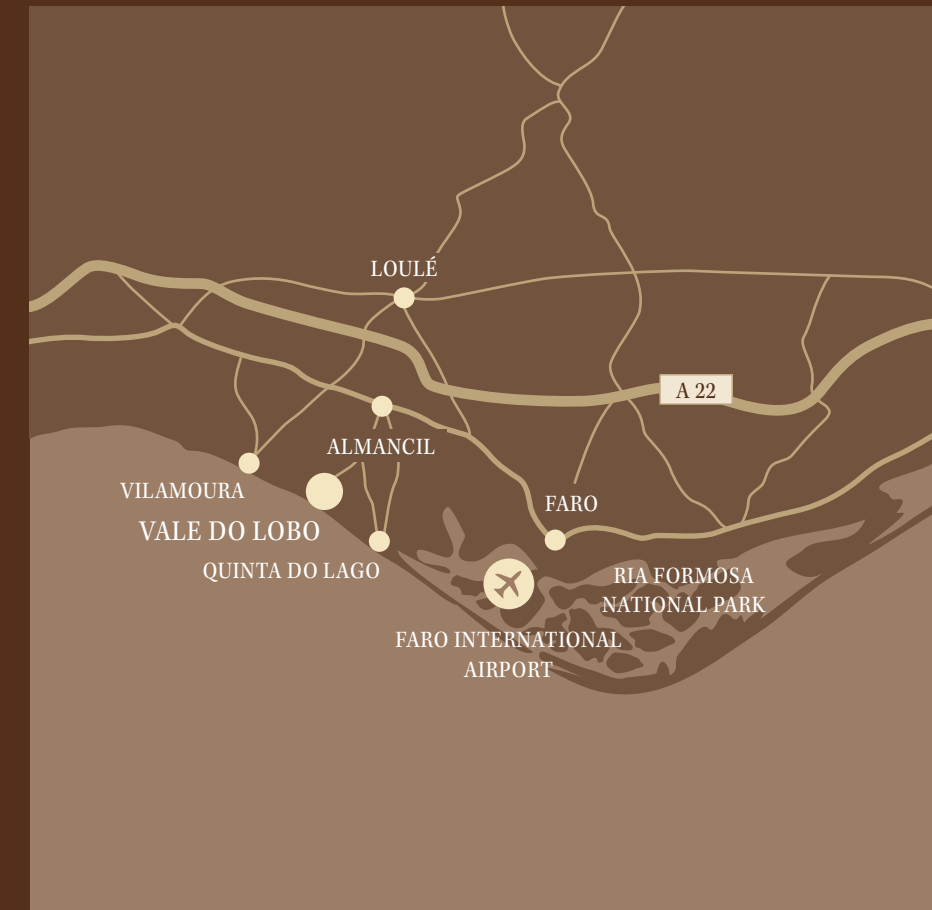 LOULÉ
A 22
ALMANCIL
VILAMOURA
FARO
VALE DO LOBO
QUINTA DO LAGO
RIA FORMOSA
NATIONAL PARK
FARO INTERNATIONAL
AIRPORT